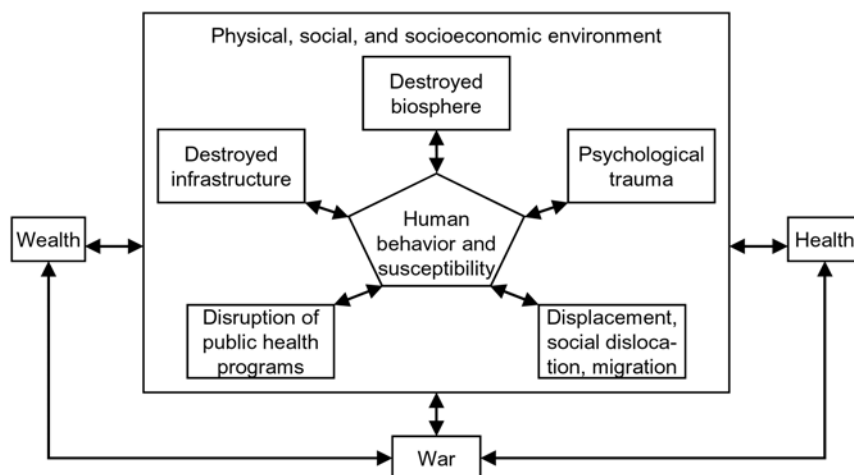 Physical, social, and socioeconomic environment
Destroyed
biosphere
Destroyed
infrastructure
Psychological
trauma
Human
behavior and
susceptibility
Wealth
Health
Disruption of
public health
programs
Displacement,
social disloca-
tion, migration
War